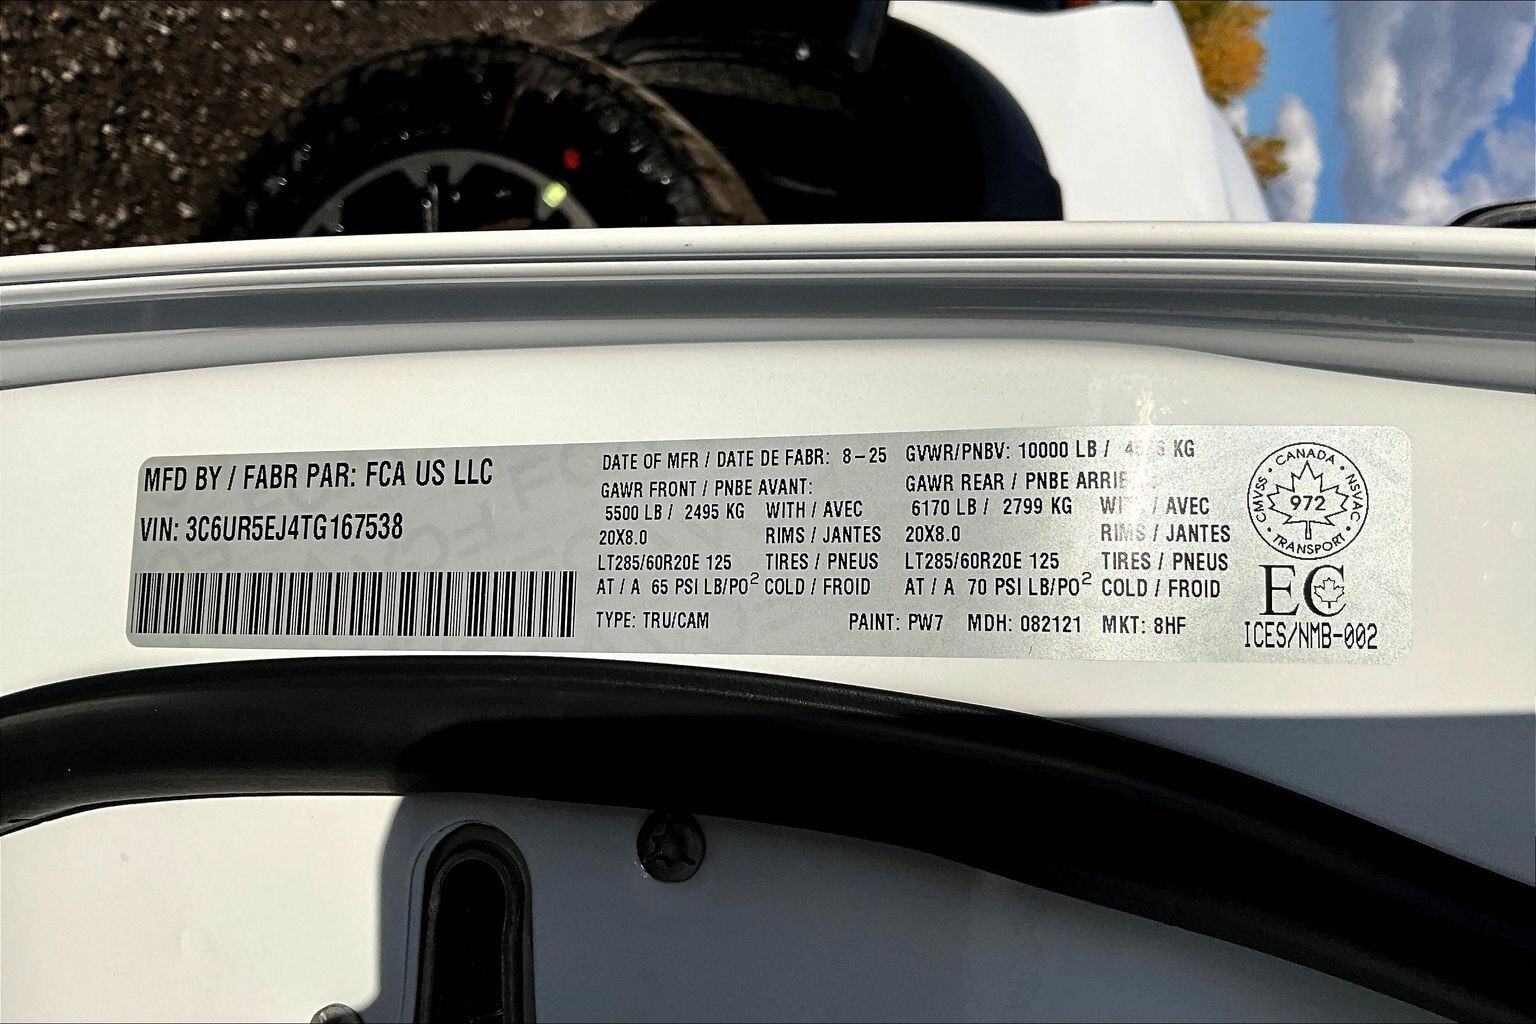 MFD BY / FABR PAR: FCA US LLC
VIN: 3C6UR5EJ4TG167538
DATE OF MFR / DATE DE FABR: 8-25
GAWR FRONT / PNBE AVANT:
5500 LB / 2495 KG WITH / AVEC
20X8.0 RIMS / JANTES
LT285/60R20E 125 TIRES / PNEUS
AT / A 65 PSI LB/PO² COLD / FROID
TYPE: TRU/CAM
GVWR/PNBV: 10000 LB / KG
GAWR REAR / PNBE
6170 LB / 2799 KG / AVEC
20X8.0 RIMS / JANTES
LT285/60R20E 125 TIRES / PNEUS
AT / A 70 PSI LB/PO² COLD / FROID
PAINT: PW7 MDH: 082121 MKT: 8HF
CANADA
CMVSS · NSVAC
972
TRANSPORT
EC
ICES/NMB-002